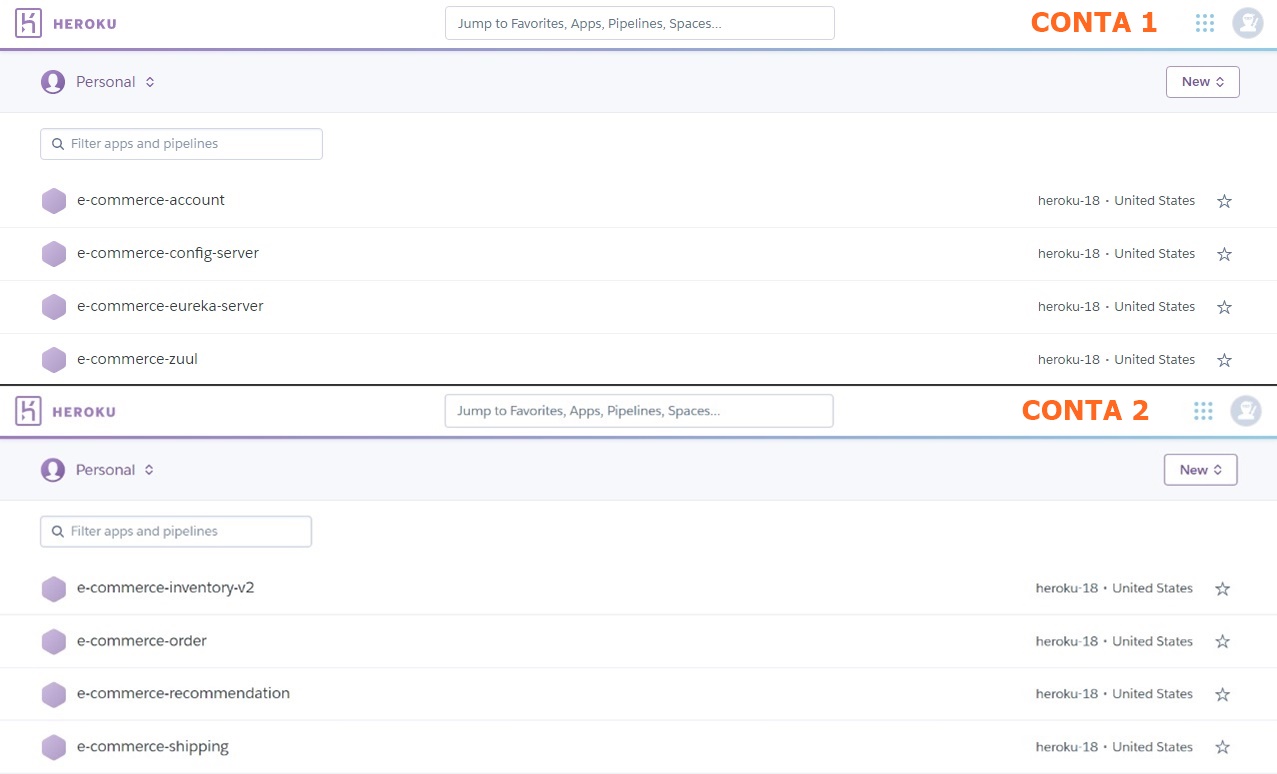 HEROKU Jump to Favorites, Apps, Pipelines, Spaces... CONTA 1
Personal New
Filter apps and pipelines
e-commerce-account heroku-18 • United States
e-commerce-config-server heroku-18 • United States
e-commerce-eureka-server heroku-18 • United States
e-commerce-zuul heroku-18 • United States
HEROKU Jump to Favorites, Apps, Pipelines, Spaces... CONTA 2
Personal New
Filter apps and pipelines
e-commerce-inventory-v2 heroku-18 • United States
e-commerce-order heroku-18 • United States
e-commerce-recommendation heroku-18 • United States
e-commerce-shipping heroku-18 • United States